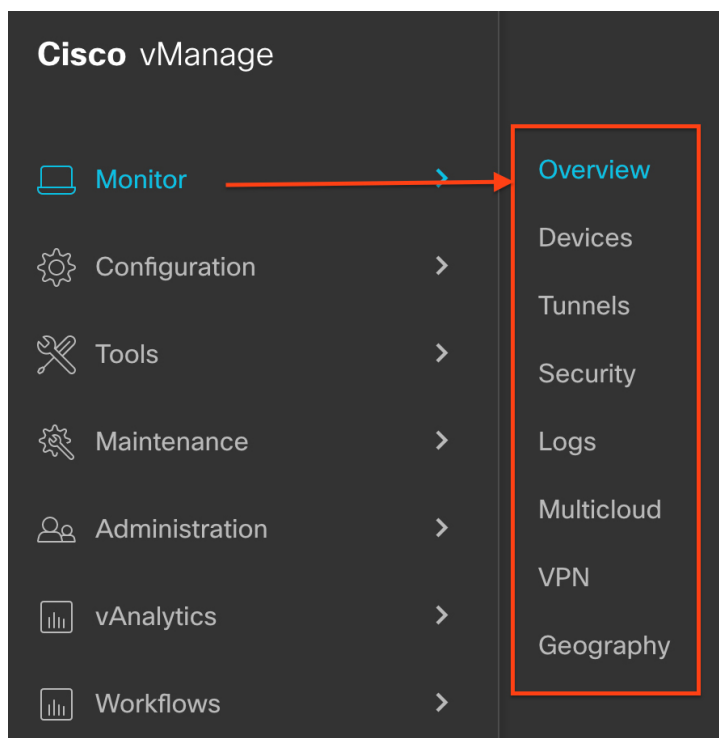 Cisco vManage
Monitor
Configuration
Tools
Maintenance
Administration
vAnalytics
Workflows
Overview
Devices
Tunnels
Security
Logs
Multicloud
VPN
Geography